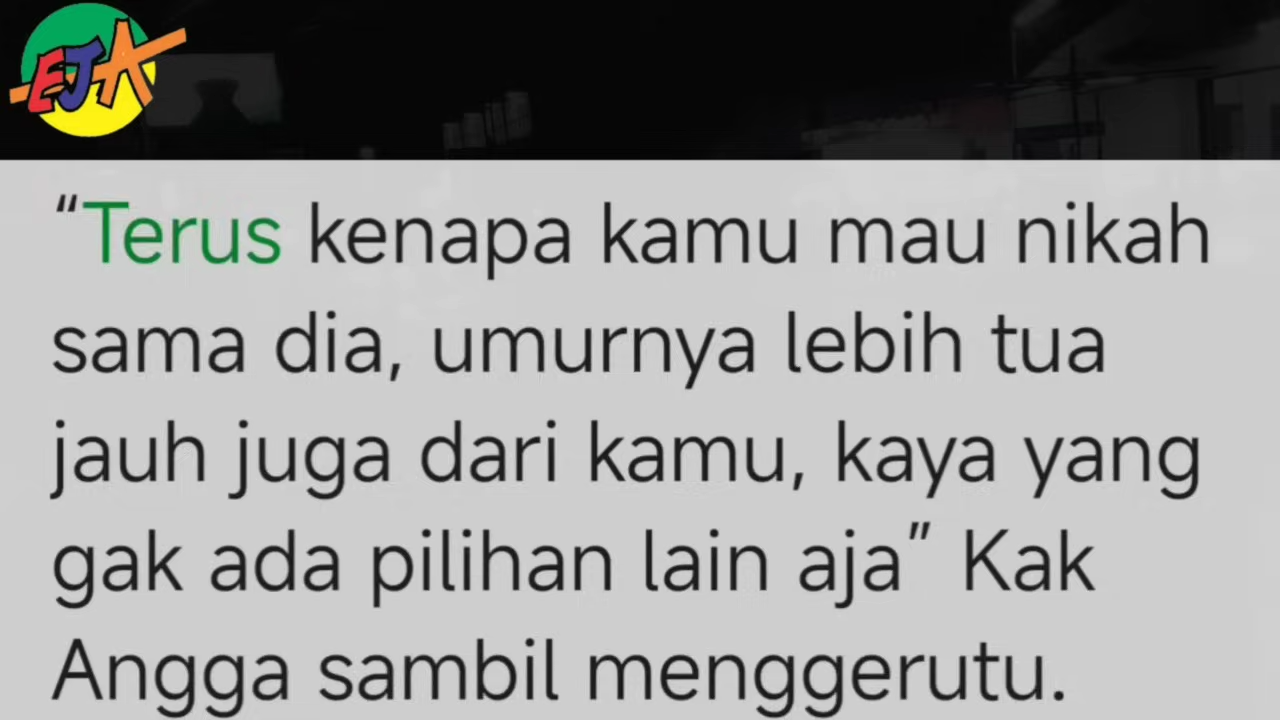 EJA
“Terus kenapa kamu mau nikah
sama dia, umurnya lebih tua
jauh juga dari kamu, kaya yang
gak ada pilihan lain aja” Kak
Angga sambil menggerutu.